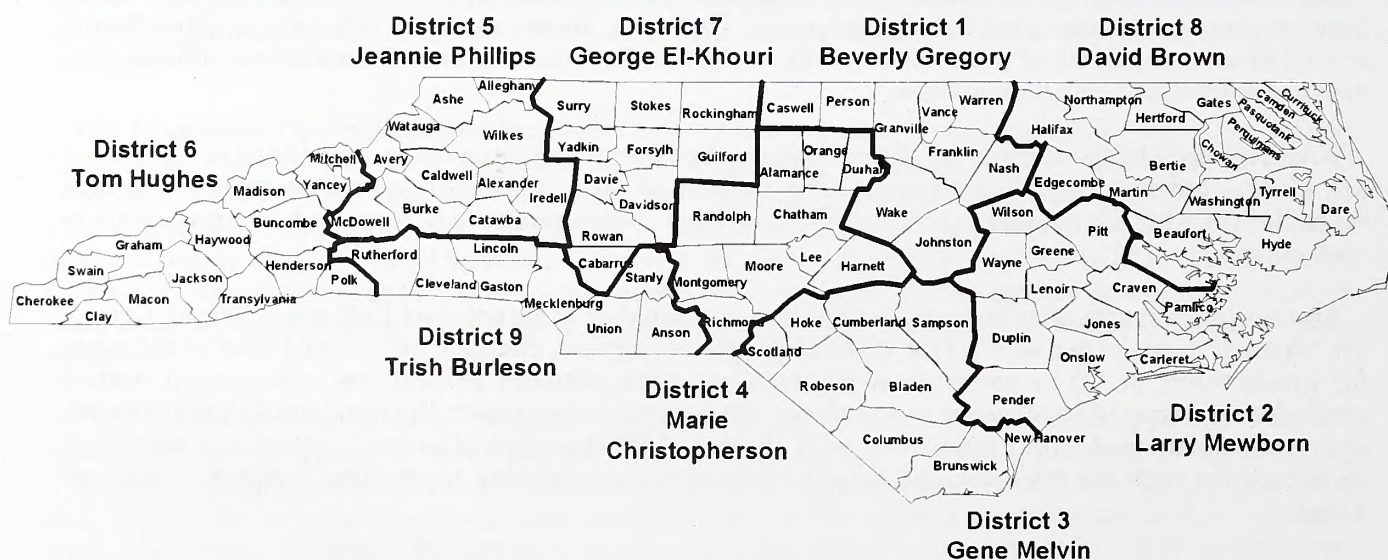 District 5
Jeannie Phillips
District 7
George El-Khouri
District 1
Beverly Gregory
District 8
David Brown
District 6
Tom Hughes
District 9
Trish Burleson
District 4
Marie
Christopherson
District 2
Larry Mewborn
District 3
Gene Melvin
Ashe
Alleghany
Surry
Stokes
Rockingham
Caswell
Person
Granville
Vance
Warren
Northampton
Gates
Hertford
Currituck
Camden
Pasquotank
Perquimans
Chowan
Halifax
Watauga
Wilkes
Yadkin
Forsyth
Guilford
Alamance
Orange
Durham
Franklin
Nash
Edgecombe
Bertie
Martin
Washington
Tyrrell
Dare
Mitchell
Avery
Caldwell
Alexander
Iredell
Davie
Davidson
Randolph
Chatham
Wake
Wilson
Pitt
Beaufort
Hyde
Madison
Yancey
Burke
Catawba
Rowan
Buncombe
McDowell
Johnston
Greene
Wayne
Lenoir
Craven
Pamlico
Graham
Haywood
Swain
Jackson
Henderson
Rutherford
Polk
Lincoln
Cleveland
Gaston
Mecklenburg
Cabarrus
Stanly
Montgomery
Moore
Lee
Harnett
Cherokee
Macon
Clay
Transylvania
Union
Anson
Richmond
Scotland
Hoke
Cumberland
Sampson
Duplin
Jones
Onslow
Carteret
Robeson
Bladen
Pender
Columbus
New Hanover
Brunswick